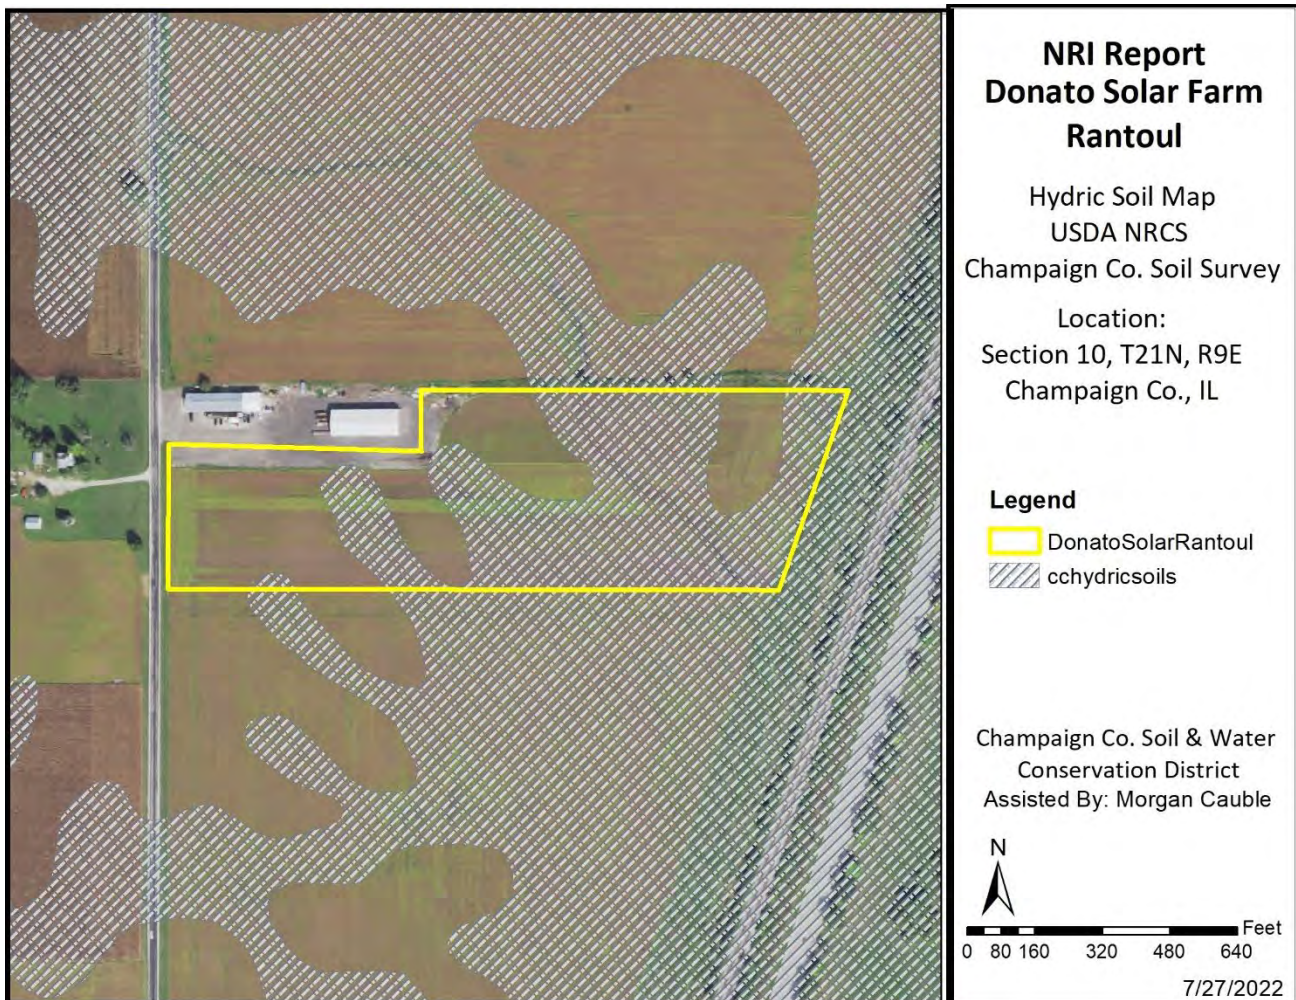 NRI Report
Donato Solar Farm
Rantoul
Hydric Soil Map
USDA NRCS
Champaign Co. Soil Survey
Location:
Section 10, T21N, R9E
Champaign Co., IL
Legend
DonatoSolarRantoul
cchydricsoils
Champaign Co. Soil & Water
Conservation District
Assisted By: Morgan Cauble
N
Feet
0 80 160 320 480 640
7/27/2022